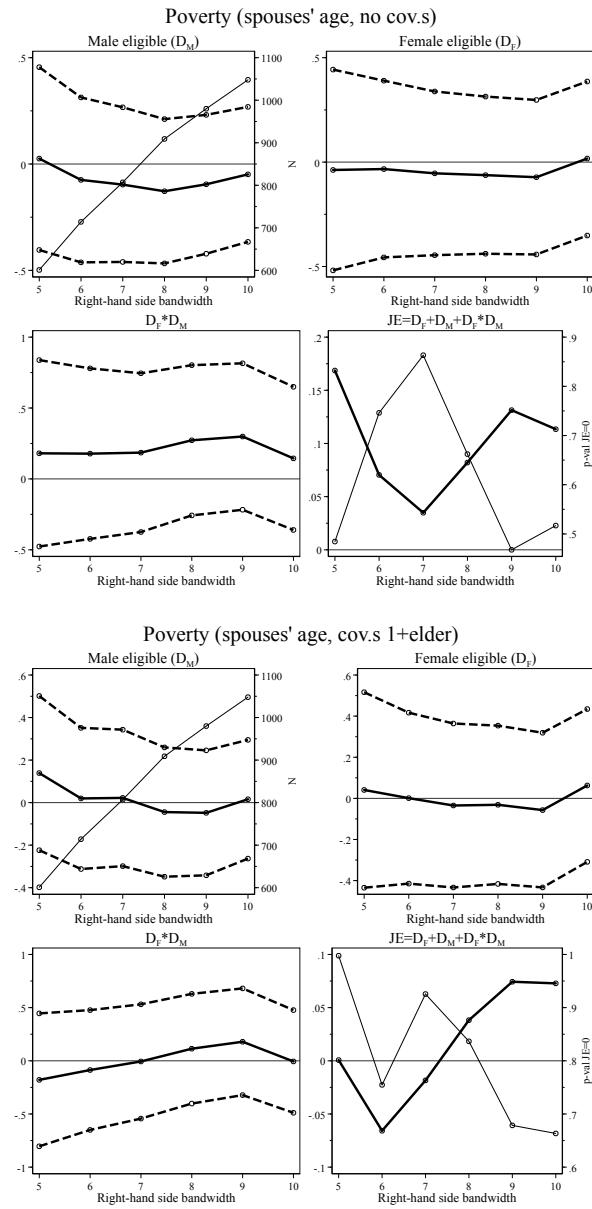 Poverty (spouses' age, no cov.s)
Male eligible (D_M)
Female eligible (D_F)
.5
0
-.5
1100
1000
900
800
700
600
N
5 6 7 8 9 10
Right-hand side bandwidth
.5
0
-.5
5 6 7 8 9 10
Right-hand side bandwidth
D_F*D_M
JE=D_F+D_M+D_F*D_M
1
.5
0
-.5
5 6 7 8 9 10
Right-hand side bandwidth
.2
.15
.1
.05
0
.9
.8
.7
.6
.5
p-val JE=0
5 6 7 8 9 10
Right-hand side bandwidth
Poverty (spouses' age, cov.s 1+elder)
Male eligible (D_M)
Female eligible (D_F)
.6
.4
.2
0
-.2
-.4
1100
1000
900
800
700
600
N
5 6 7 8 9 10
Right-hand side bandwidth
.6
.4
.2
0
-.2
-.4
5 6 7 8 9 10
Right-hand side bandwidth
D_F*D_M
JE=D_F+D_M+D_F*D_M
1
.5
0
-.5
-1
5 6 7 8 9 10
Right-hand side bandwidth
.1
.05
0
-.05
-.1
1
.9
.8
.7
.6
p-val JE=0
5 6 7 8 9 10
Right-hand side bandwidth